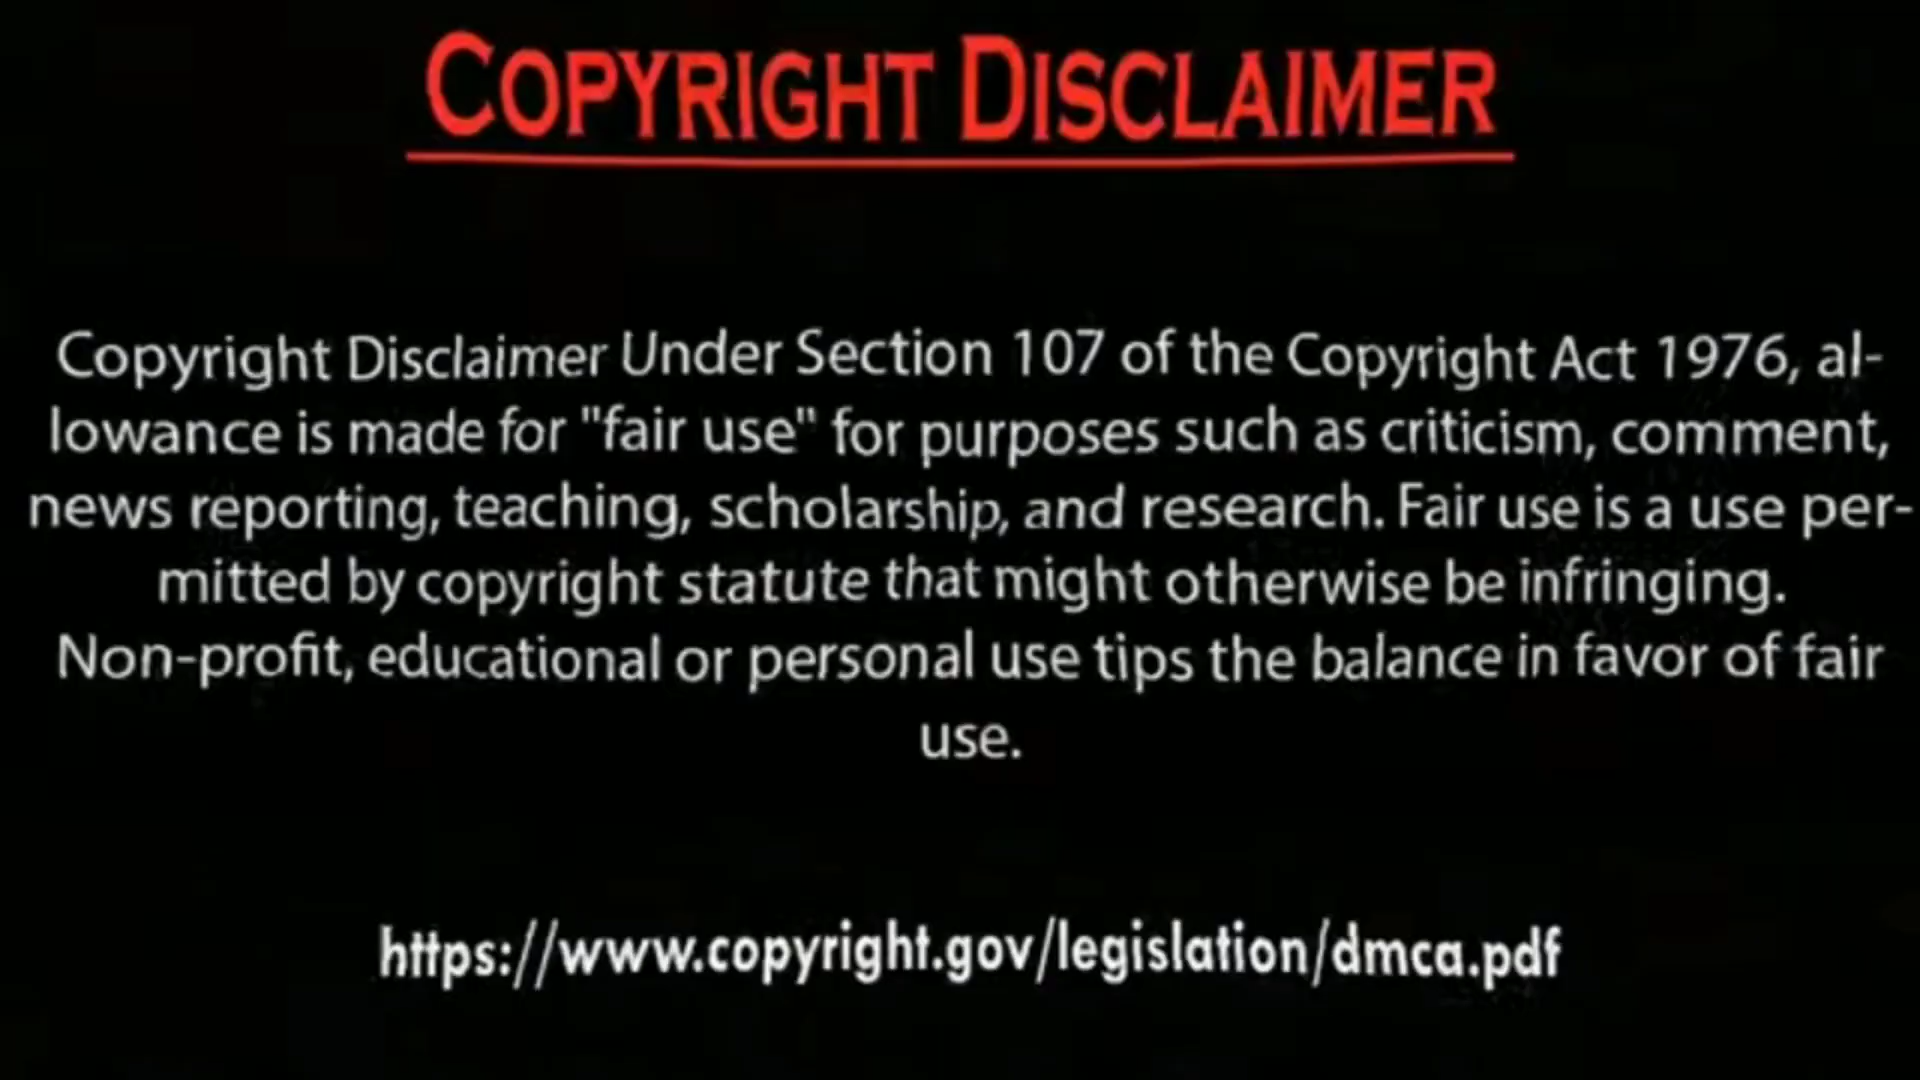 COPYRIGHT DISCLAIMER
Copyright Disclaimer Under Section 107 of the Copyright Act 1976, al-
lowance is made for "fair use" for purposes such as criticism, comment,
news reporting, teaching, scholarship, and research. Fair use is a use per-
mitted by copyright statute that might otherwise be infringing.
Non-profit, educational or personal use tips the balance in favor of fair
use.
https://www.copyright.gov/legislation/dmca.pdf